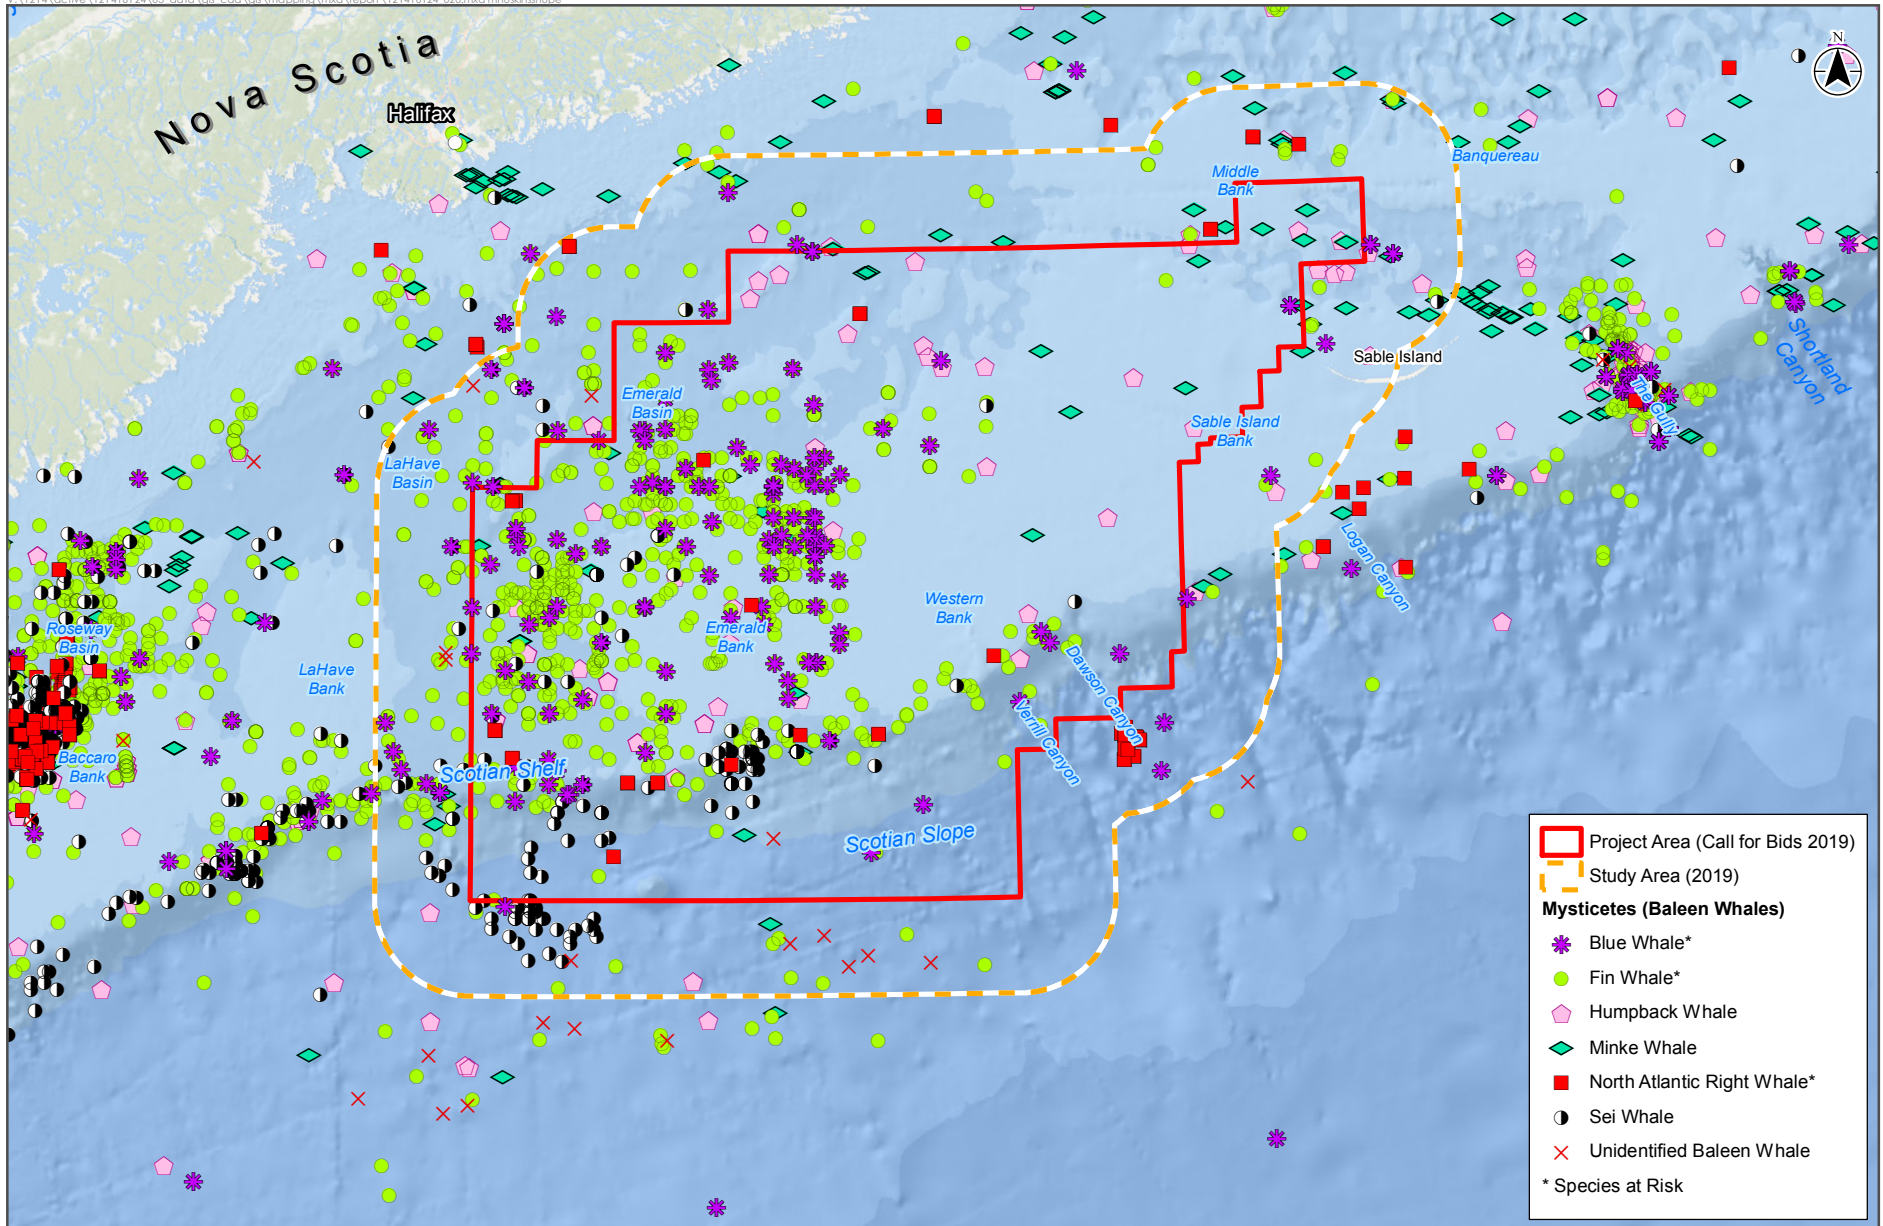 N
Nova Scotia
Halifax
Middle
Bank
Banquereau
Sable Island
Shortland
Canyon
The Gully
Emerald
Basin
LaHave
Basin
Sable Island
Bank
Logan Canyon
Western
Bank
Roseway
Basin
Emerald
Bank
LaHave
Bank
Dawson Canyon
Verrill Canyon
Baccaro
Bank
Scotian Shelf
Scotian Slope
Project Area (Call for Bids 2019)
Study Area (2019)
Mysticetes (Baleen Whales)
Blue Whale*
Fin Whale*
Humpback Whale
Minke Whale
North Atlantic Right Whale*
Sei Whale
Unidentified Baleen Whale
* Species at Risk